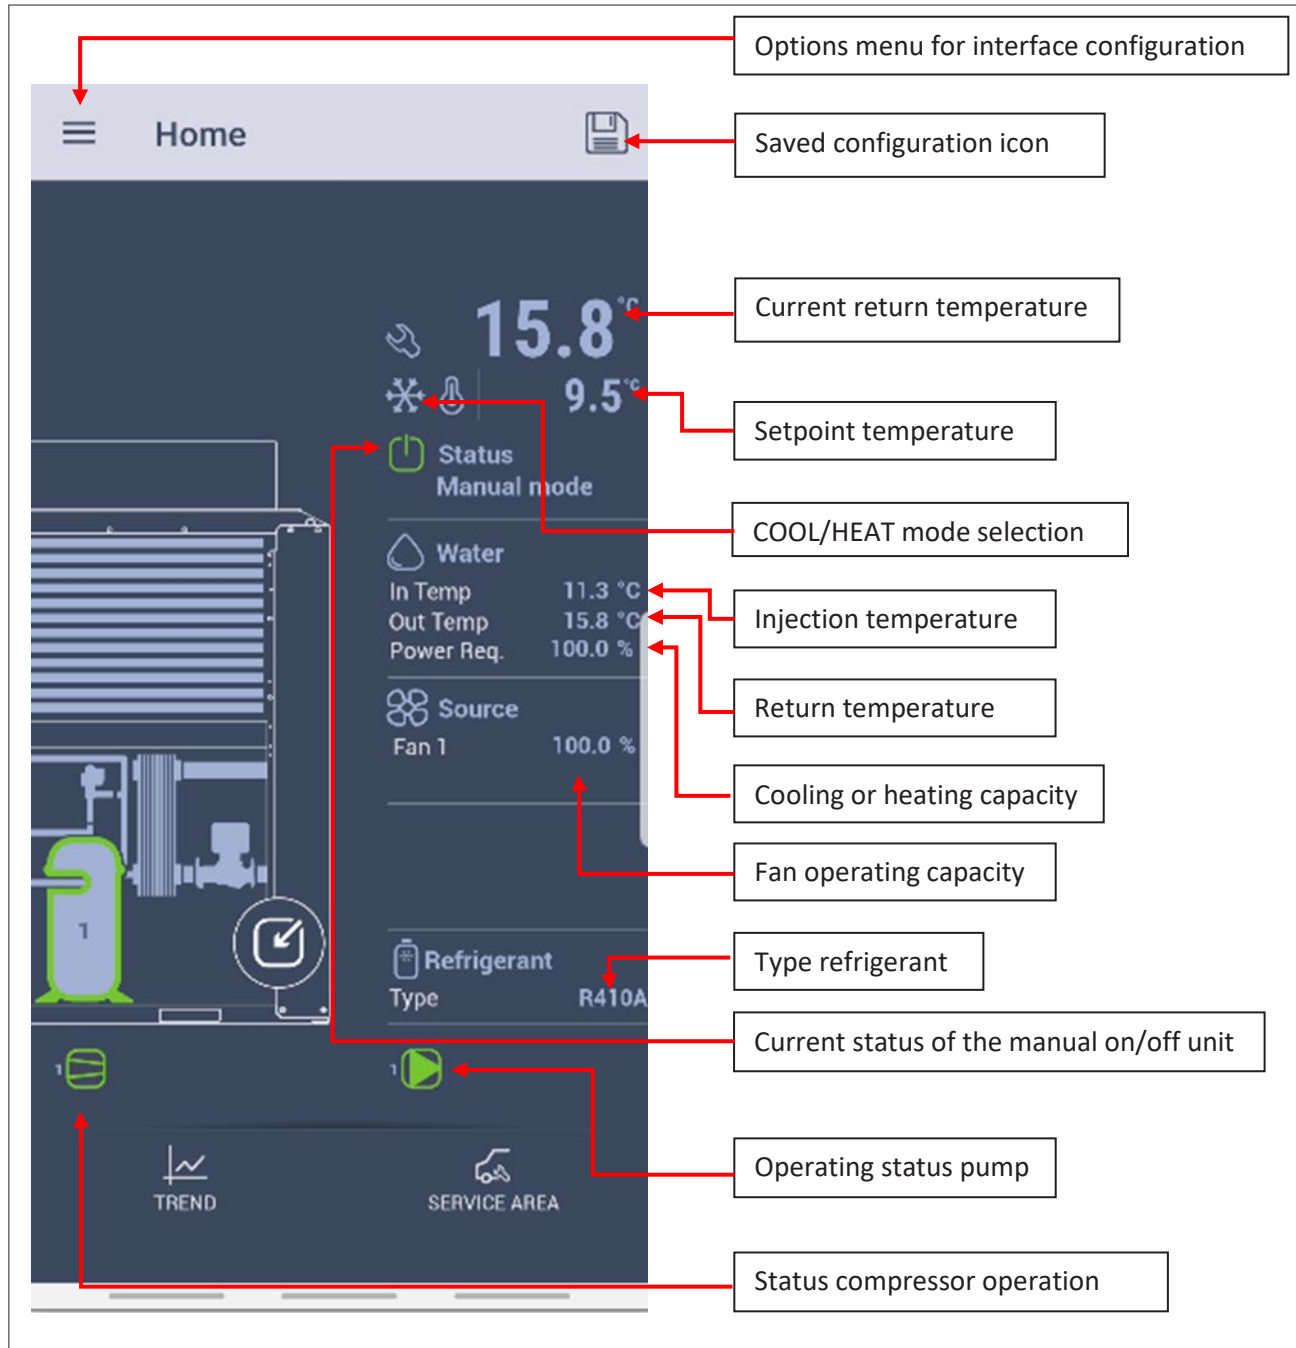 Options menu for interface configuration
Home
Saved configuration icon
15.8 °C
Current return temperature
9.5 °C
Setpoint temperature
Status
Manual mode
COOL/HEAT mode selection
Water
In Temp 11.3 °C
Injection temperature
Out Temp 15.8 °C
Power Req. 100.0 %
Return temperature
Source
Fan 1 100.0 %
Cooling or heating capacity
Fan operating capacity
1
Refrigerant
Type refrigerant
Type R410A
Current status of the manual on/off unit
1
1
Operating status pump
TREND
SERVICE AREA
Status compressor operation